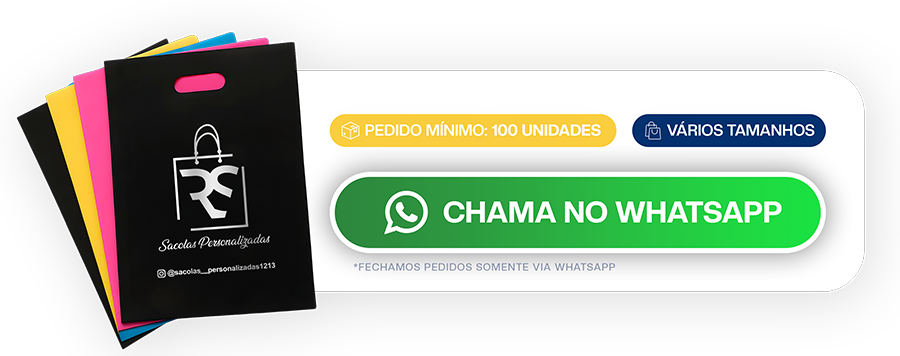 RS
Sacolas Personalizadas
@sacolas__personalizadas1213
PEDIDO MÍNIMO: 100 UNIDADES
VÁRIOS TAMANHOS
CHAMA NO WHATSAPP
*FECHAMOS PEDIDOS SOMENTE VIA WHATSAPP